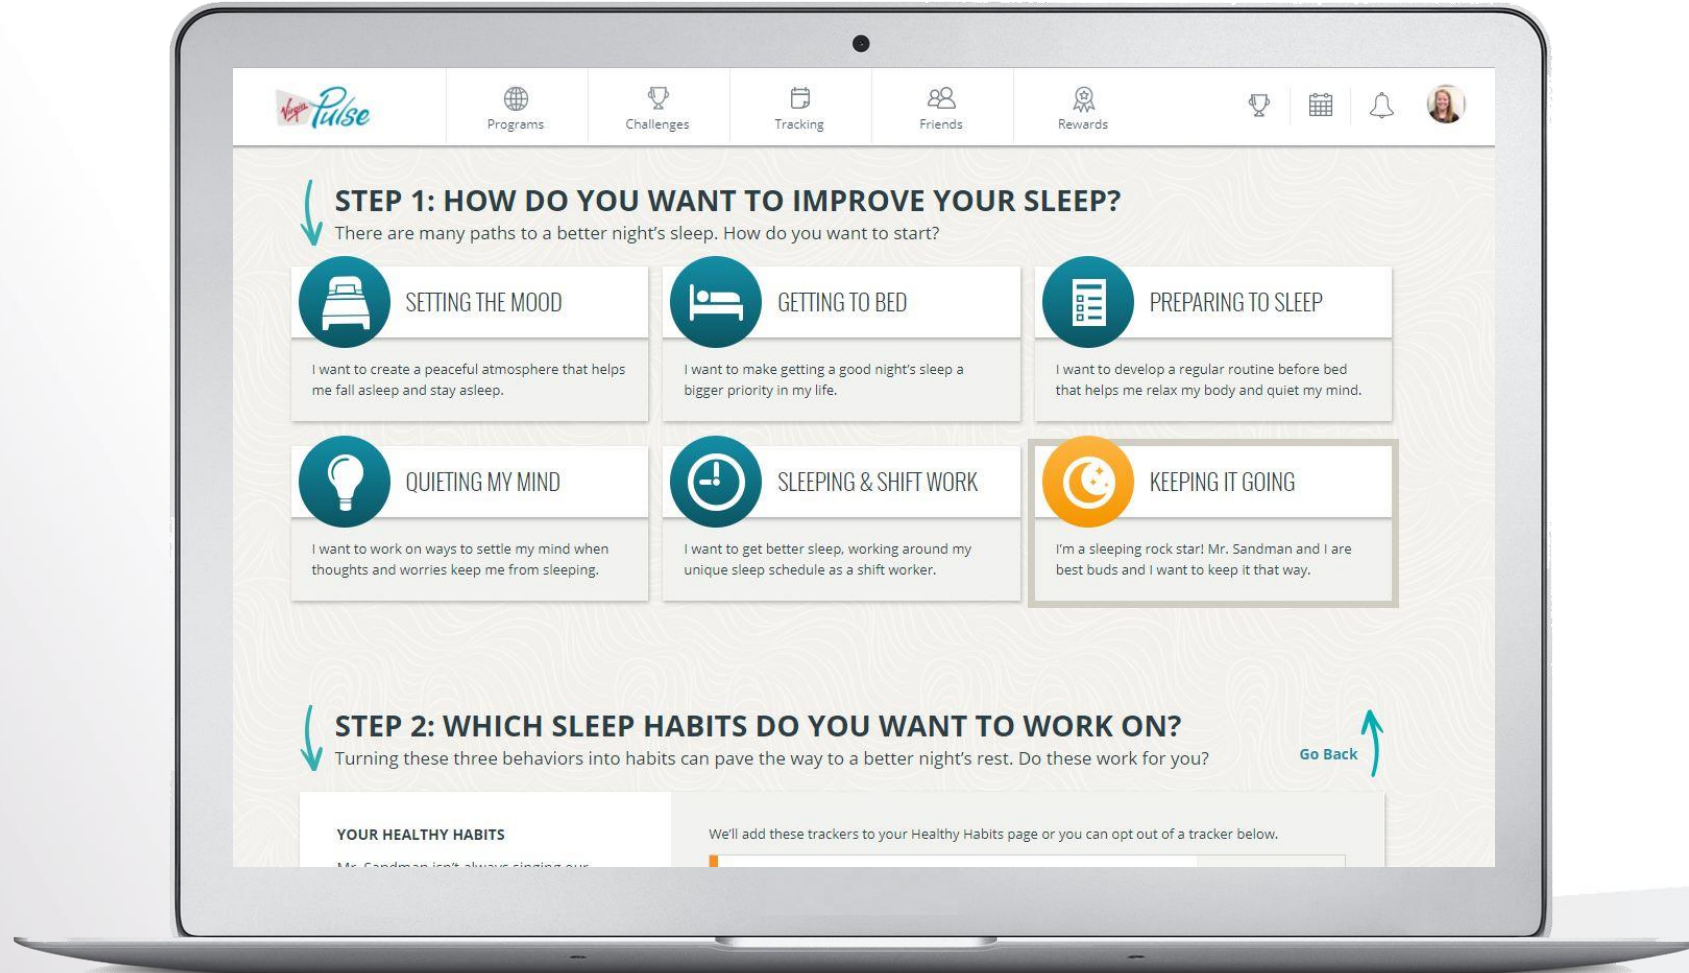 Virgin Pulse
Programs
Challenges
Tracking
Friends
Rewards
STEP 1: HOW DO YOU WANT TO IMPROVE YOUR SLEEP?
There are many paths to a better night's sleep. How do you want to start?
SETTING THE MOOD
I want to create a peaceful atmosphere that helps
me fall asleep and stay asleep.
GETTING TO BED
I want to make getting a good night's sleep a
bigger priority in my life.
PREPARING TO SLEEP
I want to develop a regular routine before bed
that helps me relax my body and quiet my mind.
QUIETING MY MIND
I want to work on ways to settle my mind when
thoughts and worries keep me from sleeping.
SLEEPING & SHIFT WORK
I want to get better sleep, working around my
unique sleep schedule as a shift worker.
KEEPING IT GOING
I'm a sleeping rock star! Mr. Sandman and I are
best buds and I want to keep it that way.
STEP 2: WHICH SLEEP HABITS DO YOU WANT TO WORK ON?
Turning these three behaviors into habits can pave the way to a better night's rest. Do these work for you?
Go Back
YOUR HEALTHY HABITS
Mr. Sandman isn't always singing our
We'll add these trackers to your Healthy Habits page or you can opt out of a tracker below.